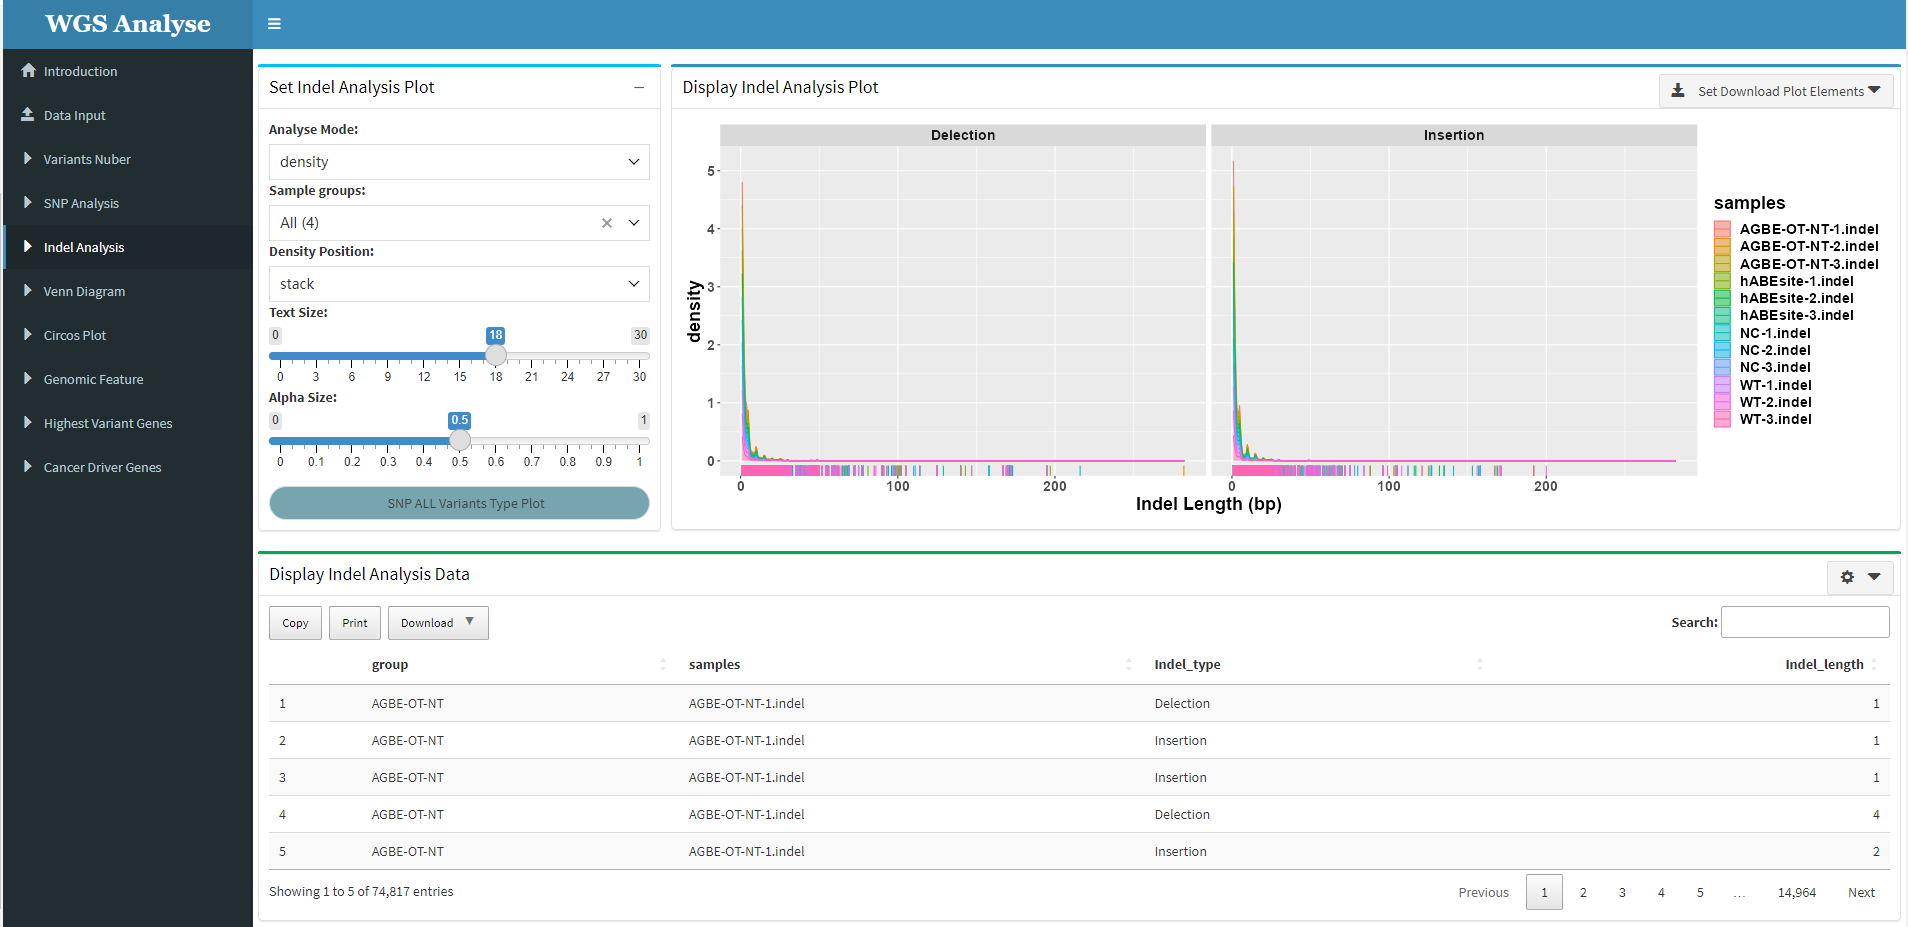 WGS Analyse
Introduction
Data Input
Variants Nuber
SNP Analysis
Indel Analysis
Venn Diagram
Circos Plot
Genomic Feature
Highest Variant Genes
Cancer Driver Genes
Set Indel Analysis Plot
Analyse Mode:
density
Sample groups:
All (4)
Density Position:
stack
Text Size:
0 18 30
0 3 6 9 12 15 18 21 24 27 30
Alpha Size:
0 0.5 1
0 0.1 0.2 0.3 0.4 0.5 0.6 0.7 0.8 0.9 1
SNP ALL Variants Type Plot
Display Indel Analysis Plot
Set Download Plot Elements
Delection Insertion
5
4
3
2
1
0
density
0 100 200 0 100 200
Indel Length (bp)
samples
AGBE-OT-NT-1.indel
AGBE-OT-NT-2.indel
AGBE-OT-NT-3.indel
hABEsite-1.indel
hABEsite-2.indel
hABEsite-3.indel
NC-1.indel
NC-2.indel
NC-3.indel
WT-1.indel
WT-2.indel
WT-3.indel
Display Indel Analysis Data
Copy Print Download
Search:
group samples Indel_type Indel_length
1 AGBE-OT-NT AGBE-OT-NT-1.indel Delection 1
2 AGBE-OT-NT AGBE-OT-NT-1.indel Insertion 1
3 AGBE-OT-NT AGBE-OT-NT-1.indel Insertion 1
4 AGBE-OT-NT AGBE-OT-NT-1.indel Delection 4
5 AGBE-OT-NT AGBE-OT-NT-1.indel Insertion 2
Showing 1 to 5 of 74,817 entries
Previous 1 2 3 4 5 … 14,964 Next